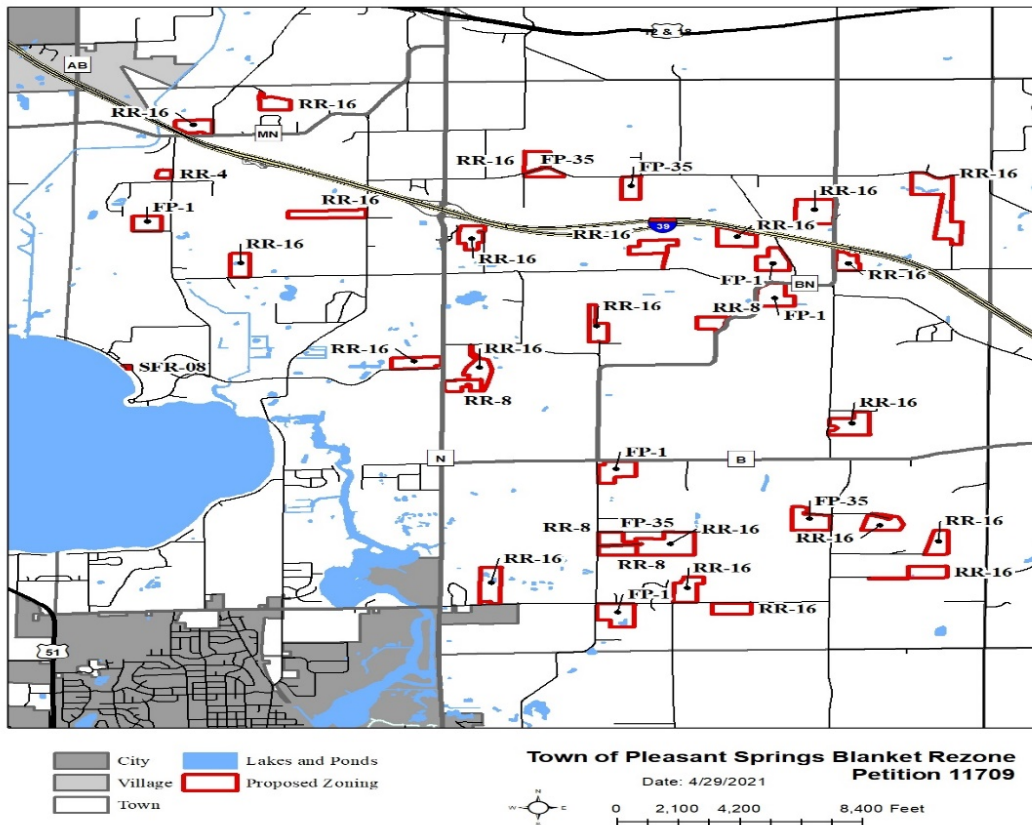 12 & 18
AB
RR-16
RR-16
MN
RR-16
FP-35
FP-35
RR-4
RR-16
RR-16
FP-1
RR-16
39
RR-16
RR-16
RR-16
RR-16
RR-16
FP-1
BN
RR-16
RR-8
FP-1
RR-16
RR-16
SFR-08
RR-8
RR-16
N
B
FP-1
FP-35
RR-8
FP-35
RR-16
RR-16
RR-16
RR-8
RR-16
RR-16
RR-16
FP-1
RR-16
51
City
Lakes and Ponds
Village
Proposed Zoning
Town
Town of Pleasant Springs Blanket Rezone
Petition 11709
Date: 4/29/2021
N
W
E
S
0 2,100 4,200 8,400 Feet